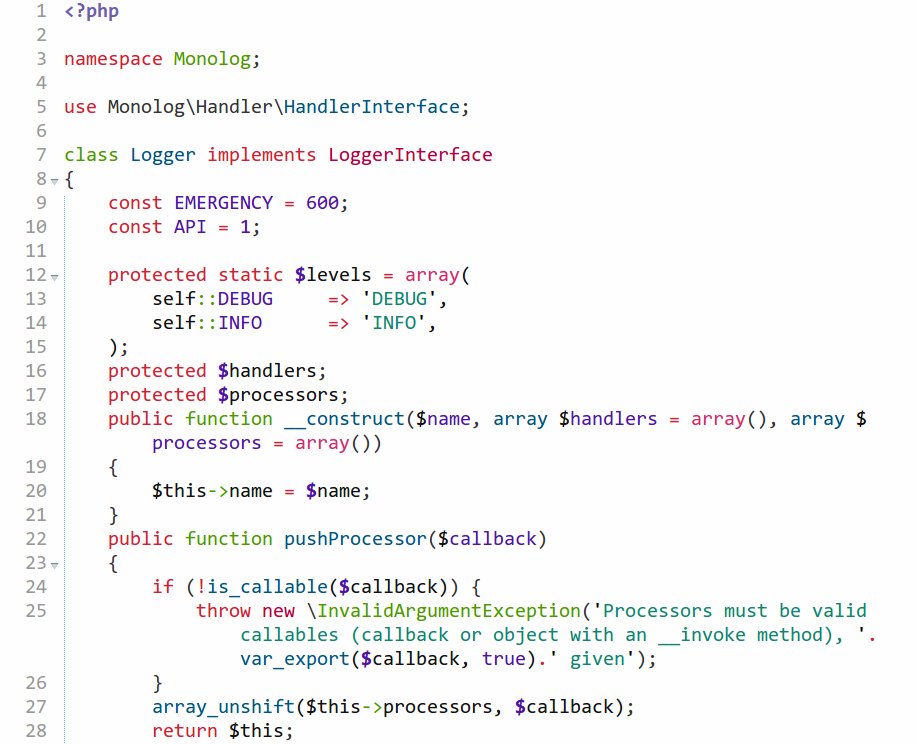 1 <?php
2
3 namespace Monolog;
4
5 use Monolog\Handler\HandlerInterface;
6
7 class Logger implements LoggerInterface
8 {
9     const EMERGENCY = 600;
10     const API = 1;
11
12     protected static $levels = array(
13         self::DEBUG     => 'DEBUG',
14         self::INFO      => 'INFO',
15     );
16     protected $handlers;
17     protected $processors;
18     public function __construct($name, array $handlers = array(), array $
        processors = array())
19     {
20         $this->name = $name;
21     }
22     public function pushProcessor($callback)
23     {
24         if (!is_callable($callback)) {
25             throw new \InvalidArgumentException('Processors must be valid
                callables (callback or object with an __invoke method), '.
                var_export($callback, true).' given');
26         }
27         array_unshift($this->processors, $callback);
28         return $this;